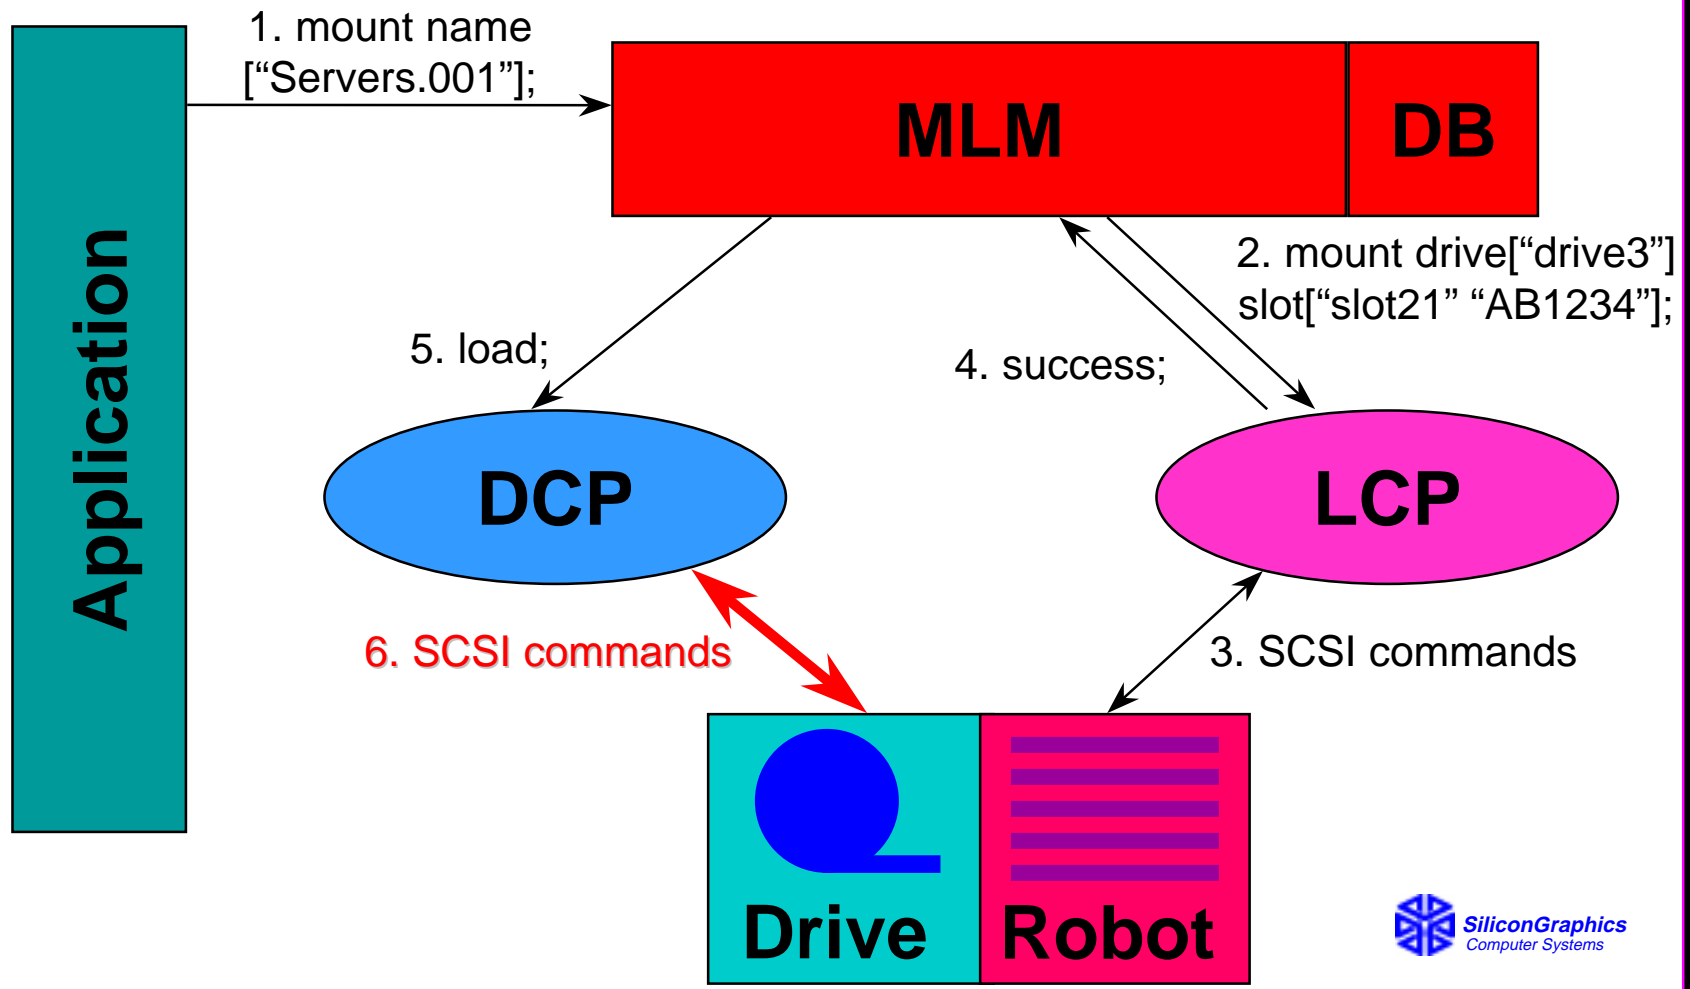 1. mount name
[“Servers.001”];
MLM
DB
Application
2. mount drive[“drive3”]
slot[“slot21” “AB1234”];
5. load;
4. success;
DCP
LCP
6. SCSI commands
3. SCSI commands
Drive
Robot
SiliconGraphics
Computer Systems